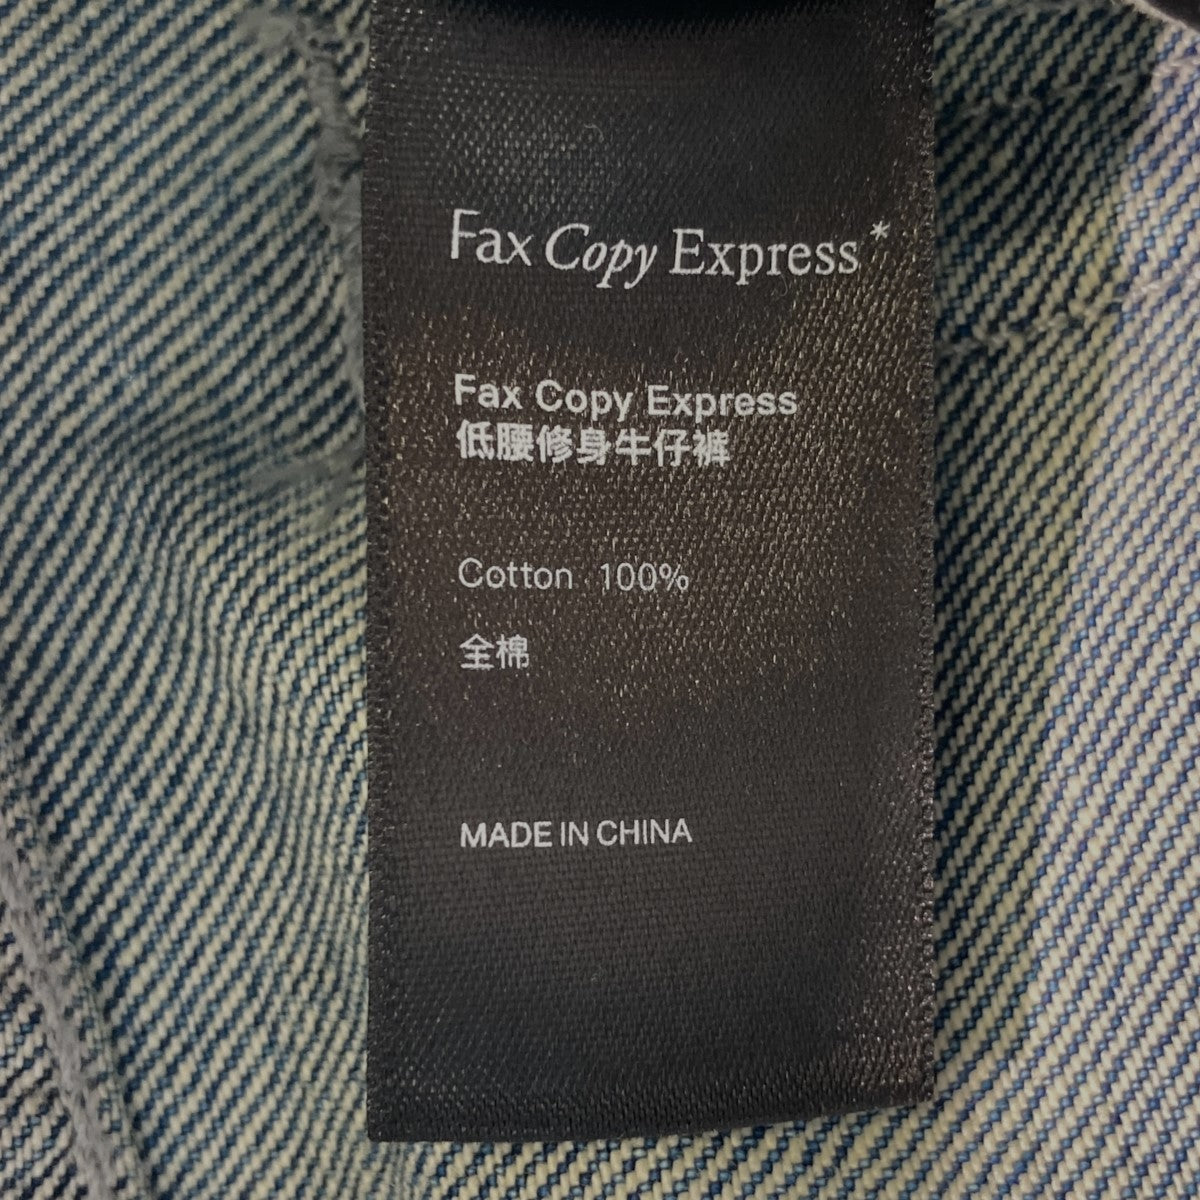 Fax Copy Express*
Fax Copy Express
低腰修身牛仔裤
Cotton 100%
全棉
MADE IN CHINA